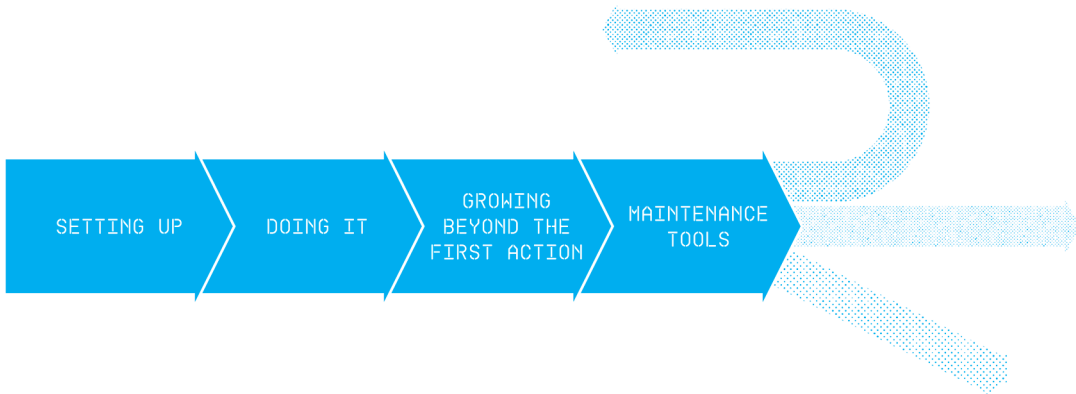 SETTING UP
DOING IT
GROWING
BEYOND THE
FIRST ACTION
MAINTENANCE
TOOLS